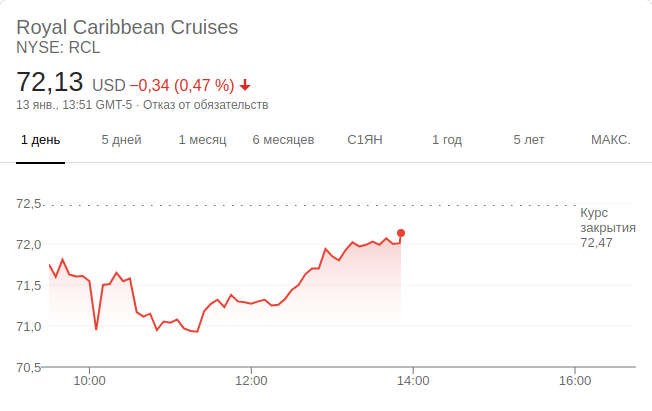 Royal Caribbean Cruises
NYSE: RCL
72,13 USD −0,34 (0,47 %)
13 янв., 13:51 GMT-5 · Отказ от обязательств
1 день 5 дней 1 месяц 6 месяцев С1ЯН 1 год 5 лет МАКС.
72,5
Курс
закрытия
72,47
72,0
71,5
71,0
70,5
10:00 12:00 14:00 16:00